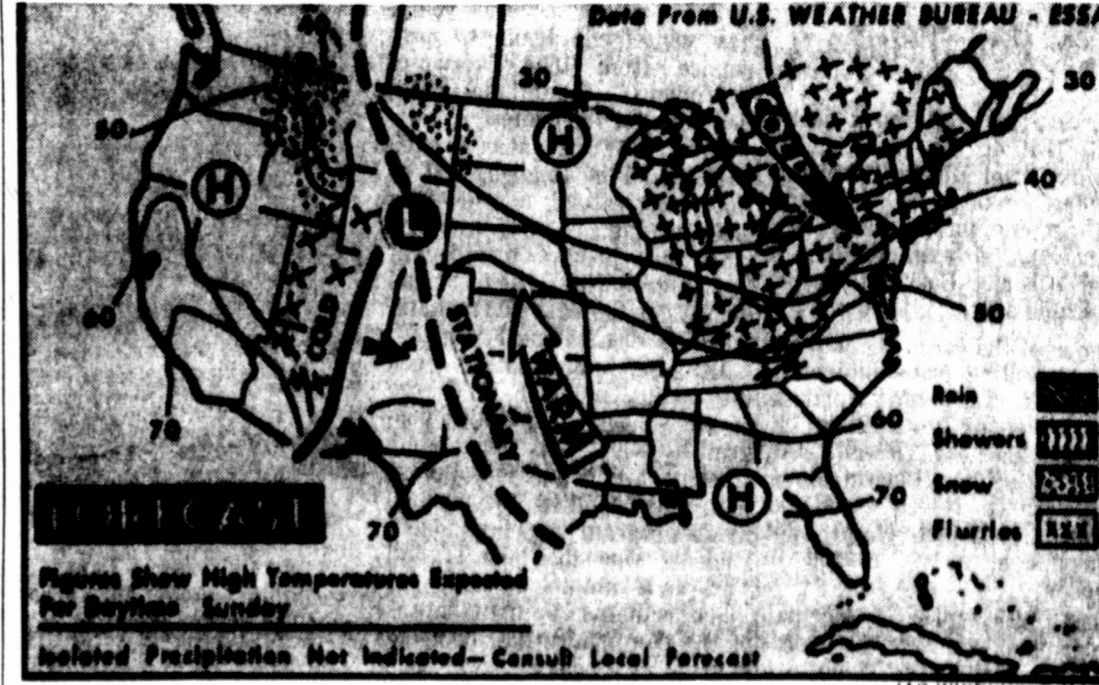 Data From U.S. WEATHER BUREAU - ESSA
40
30
30
50
H
H
COLD
40
L
60
50
COLD
STATIONARY
WARM
70
60
H
70
70
Rain
Showers
Snow
Flurries
FORECAST
Figures Show High Temperatures Expected
For Daytime Sunday
Isolated Precipitation Not Indicated— Consult Local Forecast